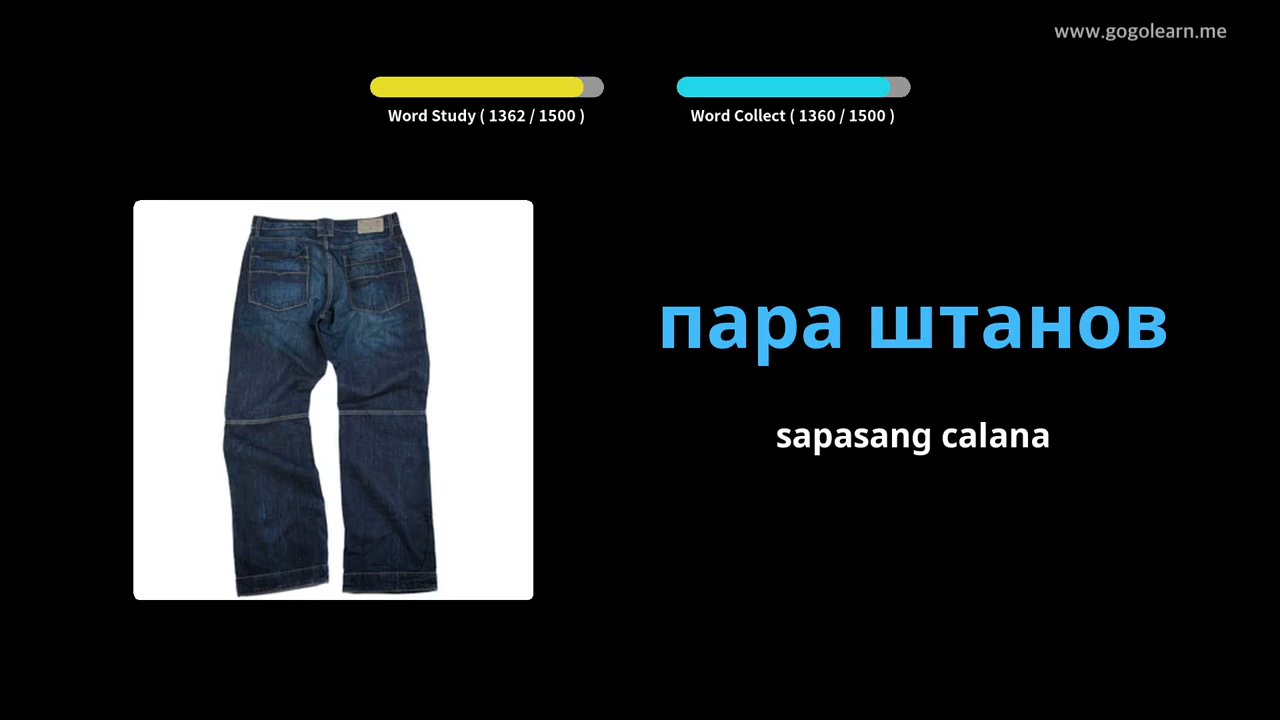 www.gogolearn.me
Word Study ( 1362 / 1500 )
Word Collect ( 1360 / 1500 )
пара штанов
sapasang calana